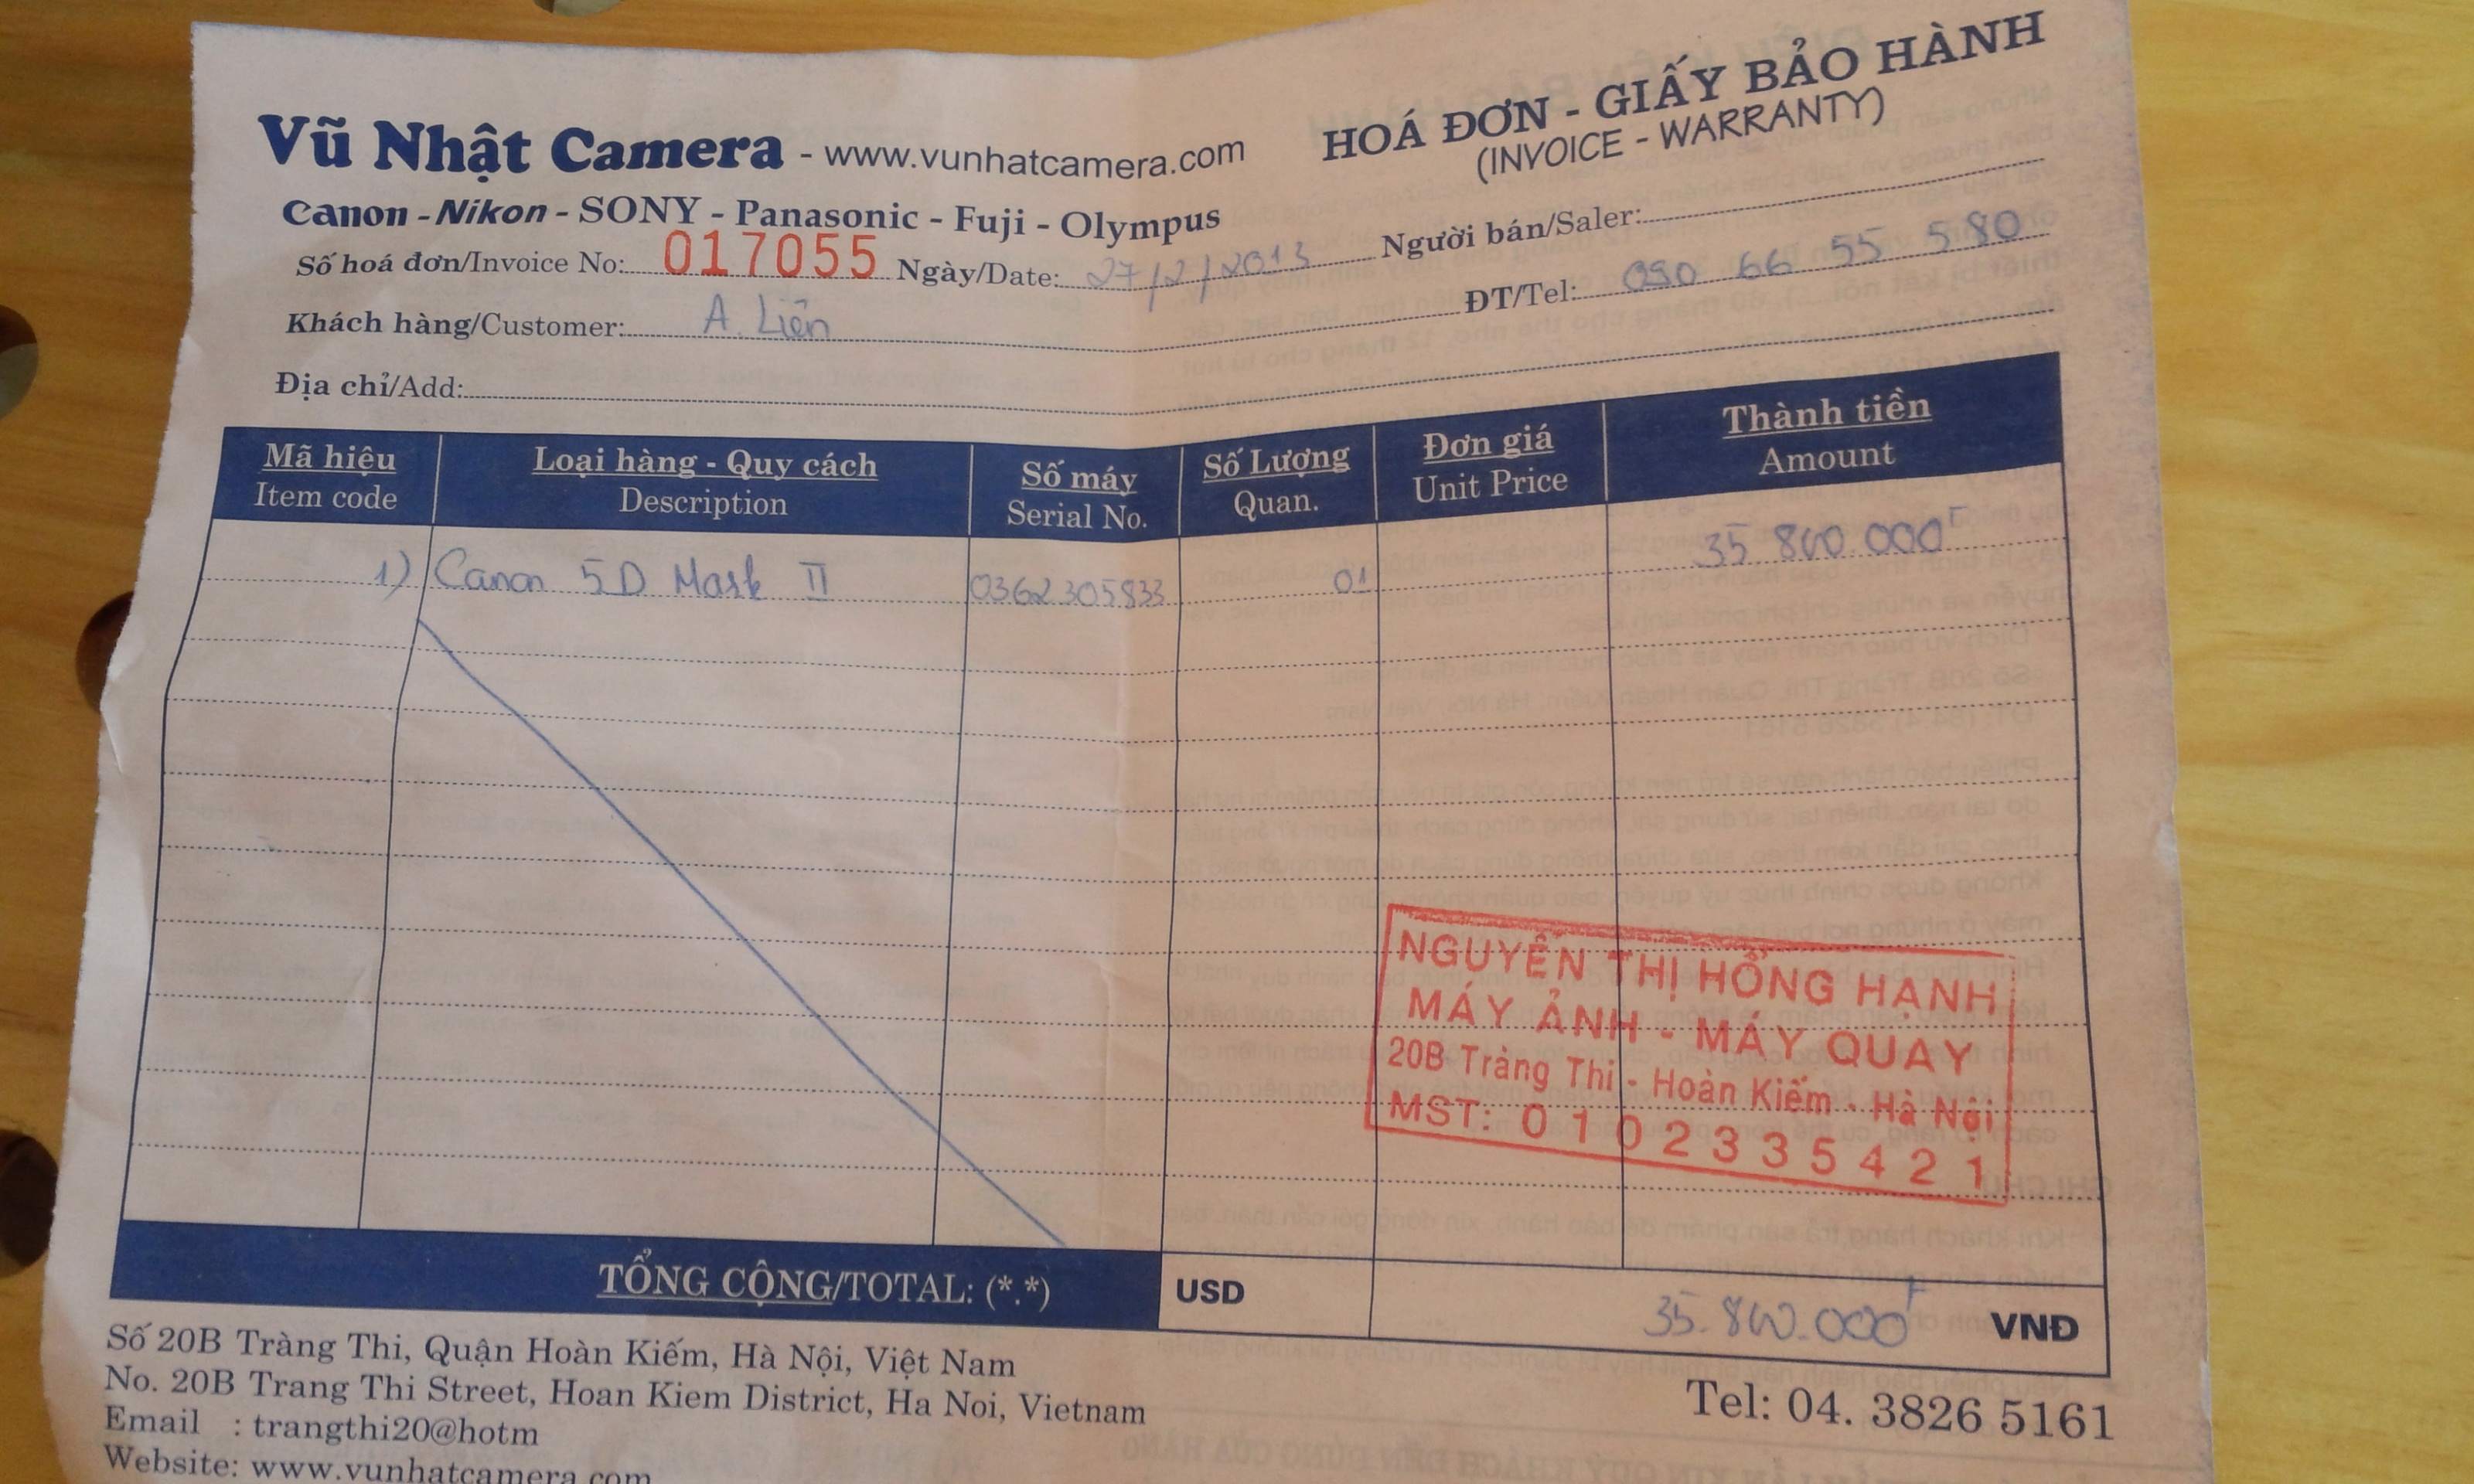 Vũ Nhật Camera - www.vunhatcamera.com
HOÁ ĐƠN - GIẤY BẢO HÀNH
(INVOICE - WARRANTY)
Canon - Nikon - SONY - Panasonic - Fuji - Olympus
Số hoá đơn/Invoice No: 017055 Ngày/Date: 27/2/2013 Người bán/Saler:
Khách hàng/Customer: A. Liên ĐT/Tel: 090 66 55 580
Địa chỉ/Add:
Mã hiệu Loại hàng - Quy cách Số máy Số Lượng Đơn giá Thành tiền
Item code Description Serial No. Quan. Unit Price Amount
1) Canon 5D Mask II 0362305833 01 35 800.000
NGUYỄN THỊ HỒNG HẠNH
MÁY ẢNH - MÁY QUAY
20B Tràng Thi - Hoàn Kiếm - Hà Nội
MST: 0102335421
TỔNG CỘNG/TOTAL: (*.*) USD 35.800.000 VNĐ
Số 20B Tràng Thi, Quận Hoàn Kiếm, Hà Nội, Việt Nam
No. 20B Trang Thi Street, Hoan Kiem District, Ha Noi, Vietnam
Tel: 04. 3826 5161
Email : trangthi20@hotm
Website: www.vunhatcamera.com